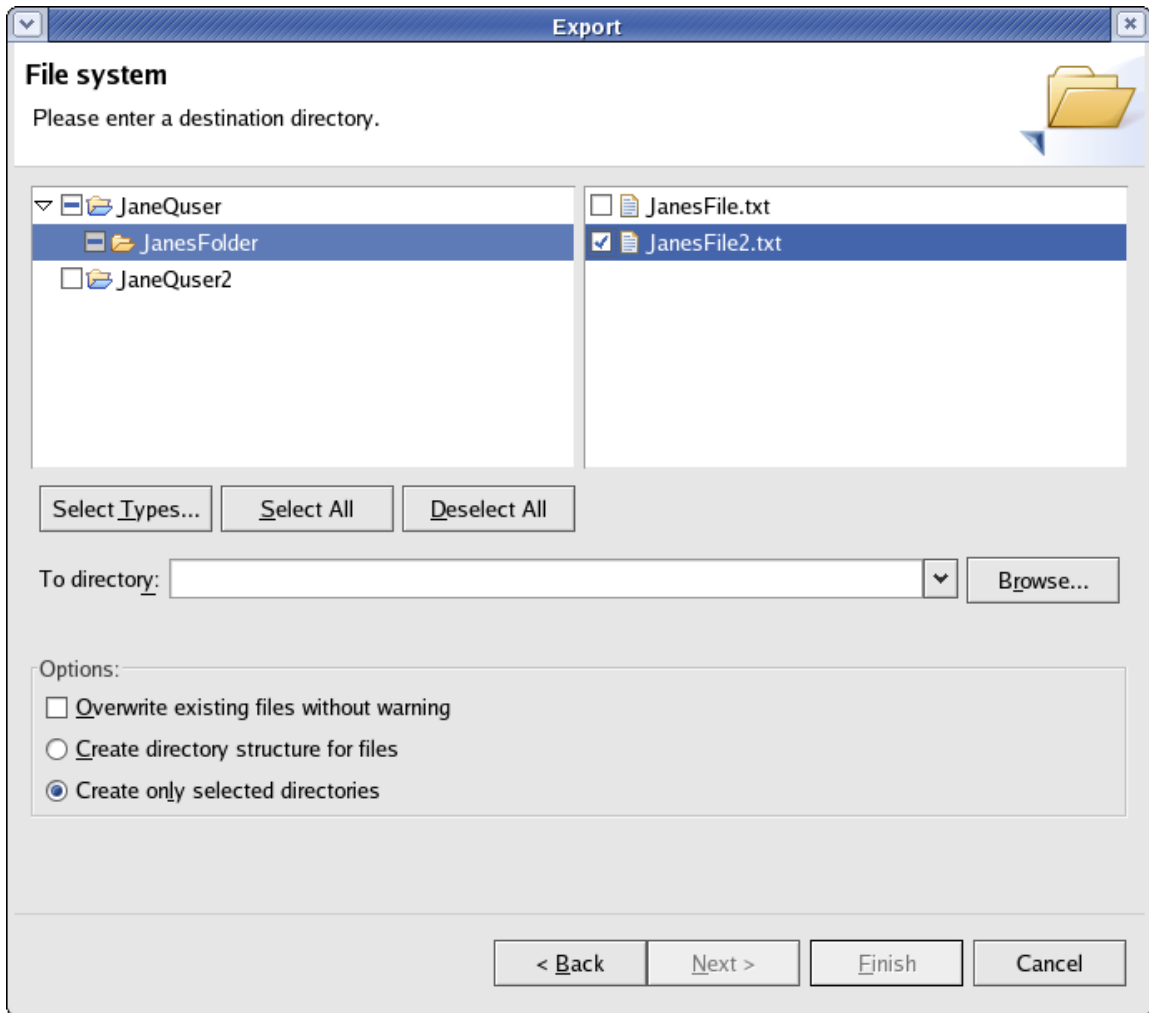 Export
File system
Please enter a destination directory.
JaneQuser
JanesFolder
JaneQuser2
JanesFile.txt
JanesFile2.txt
Select Types... Select All Deselect All
To directory: Browse...
Options:
Overwrite existing files without warning
Create directory structure for files
Create only selected directories
< Back Next > Finish Cancel